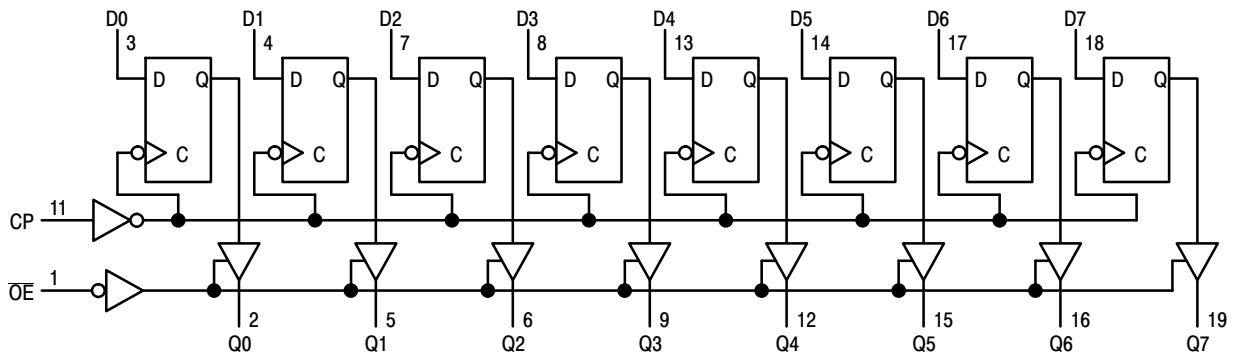 D0 D1 D2 D3 D4 D5 D6 D7
3 4 7 8 13 14 17 18
D Q D Q D Q D Q D Q D Q D Q D Q
C C C C C C C C
CP 11
OE 1
2 5 6 9 12 15 16 19
Q0 Q1 Q2 Q3 Q4 Q5 Q6 Q7